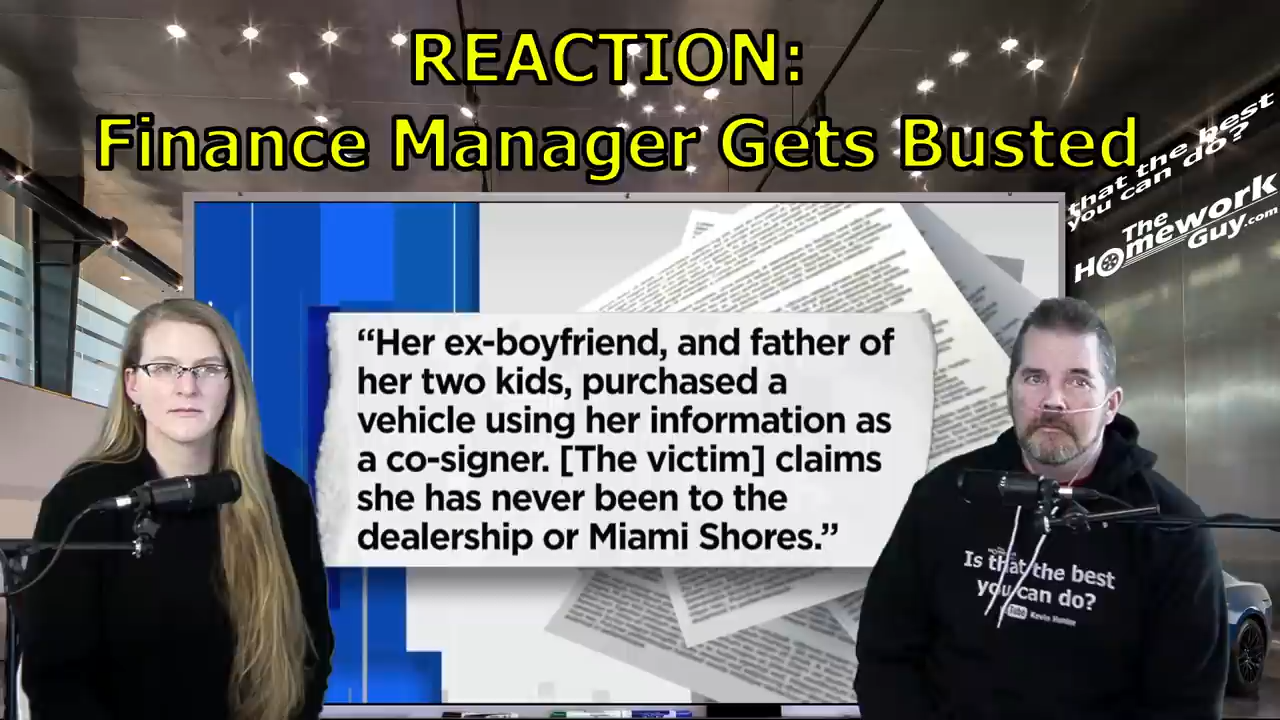 REACTION:
Finance Manager Gets Busted
that the best
you can do?
The
Homework
Guy.com
“Her ex-boyfriend, and father of
her two kids, purchased a
vehicle using her information as
a co-signer. [The victim] claims
she has never been to the
dealership or Miami Shores.”
Is that the best
you can do?
Kevin Hunter